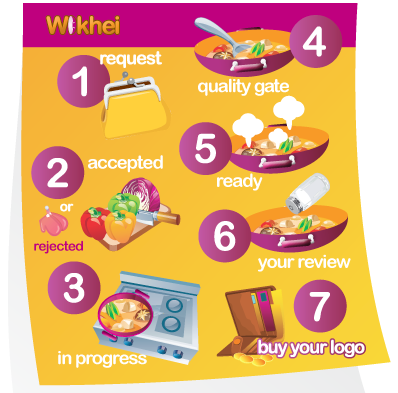 Wikhei
1
request
2
accepted
or
rejected
3
in progress
4
quality gate
5
ready
6
your review
7
buy your logo